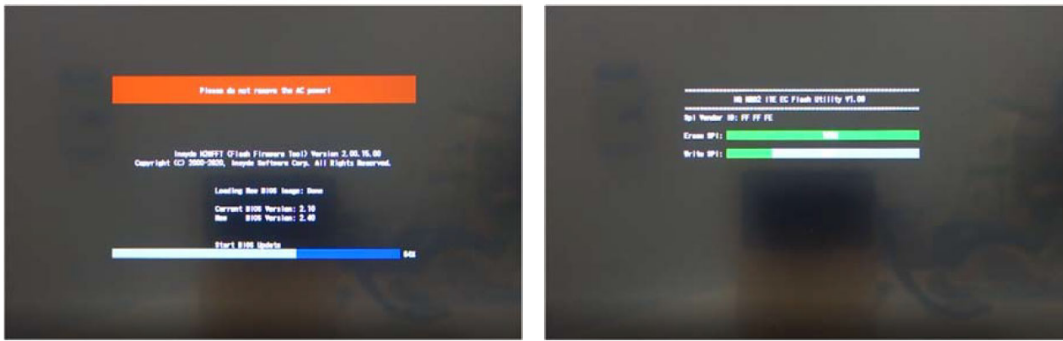 Please do not remove the AC power!
Insyde H2OFFT (Flash Firmware Tool) Version 2.00.15.00
Copyright (C) 2000-2020, Insyde Software Corp. All Rights Reserved.
Loading New BIOS Image: Done
Current BIOS Version: 2.10
New BIOS Version: 2.40
Start BIOS Update
64%
ITE EC Flash Utility V1.00
Spi Vendor ID: FF FF FE
Erase SPI:
Write SPI: